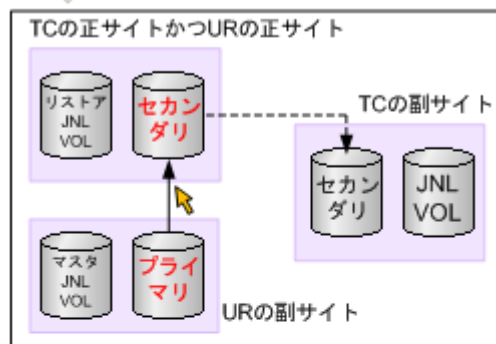 TCの正サイトかつURの正サイト
リストア
JNL
VOL
セカン
ダリ
TCの副サイト
セカン
ダリ
JNL
VOL
マスタ
JNL
VOL
プライ
マリ
URの副サイト